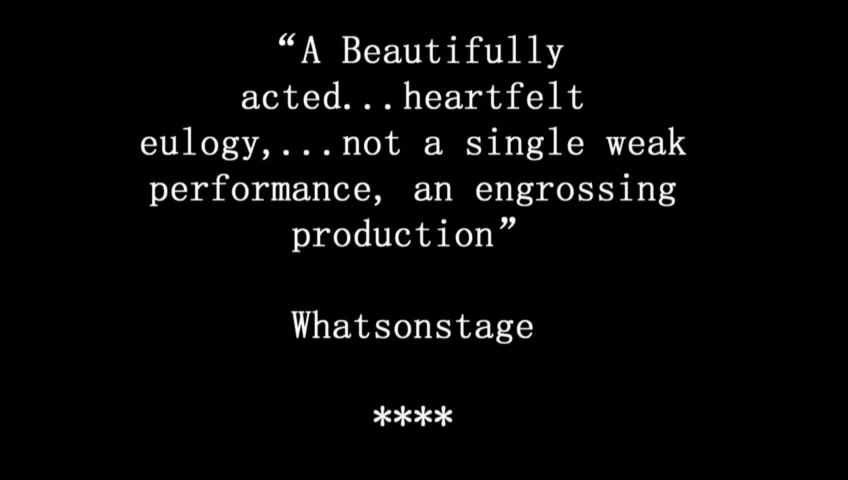 “A Beautifully
acted...heartfelt
eulogy,...not a single weak
performance, an engrossing
production”
Whatsonstage
****